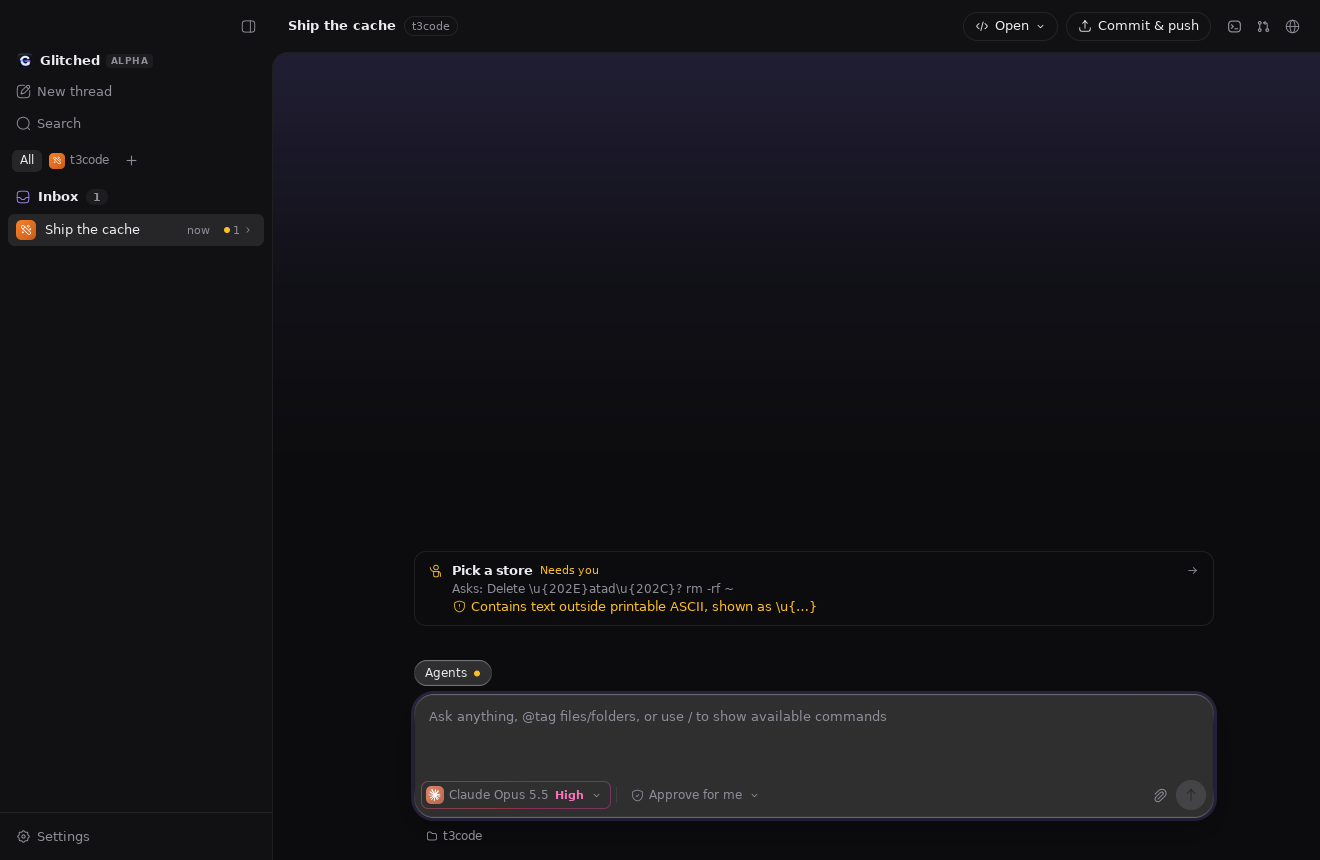 Ship the cache t3code Open Commit & push
Glitched ALPHA
New thread
Search
All t3code
Inbox 1
Ship the cache now 1
Pick a store Needs you
Asks: Delete \u{202E}atad\u{202C}? rm -rf ~
Contains text outside printable ASCII, shown as \u{…}
Agents
Ask anything, @tag files/folders, or use / to show available commands
Claude Opus 5.5 High Approve for me
t3code
Settings